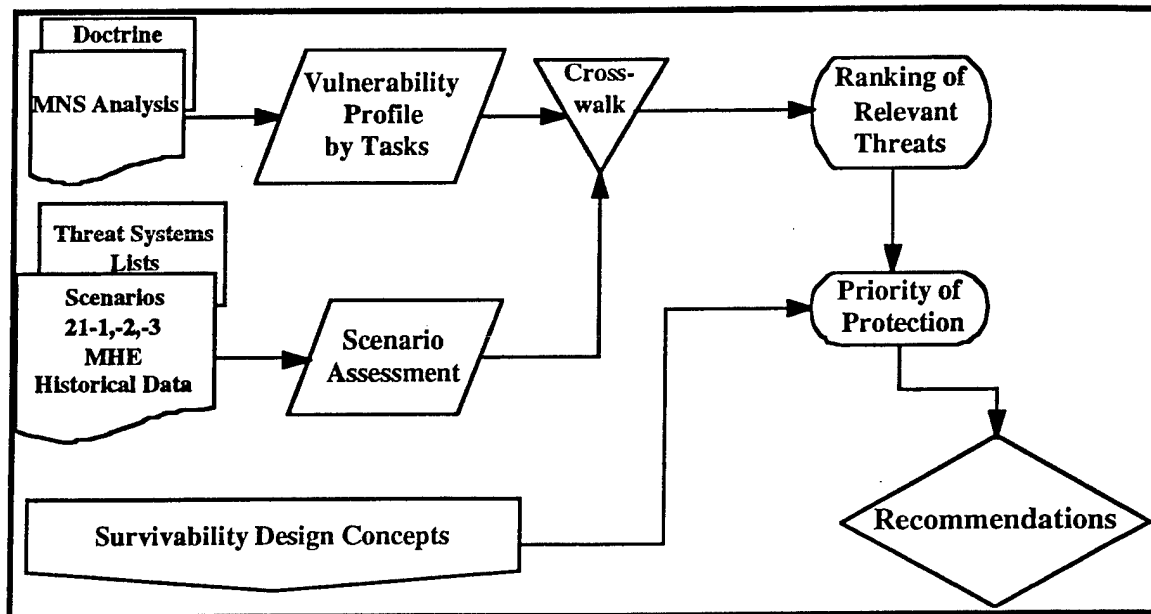 Doctrine
MNS Analysis
Vulnerability
Profile
by Tasks
Cross-
walk
Ranking of
Relevant
Threats
Threat Systems
Lists
Scenarios
21-1,-2,-3
MHE
Historical Data
Scenario
Assessment
Priority of
Protection
Survivability Design Concepts
Recommendations